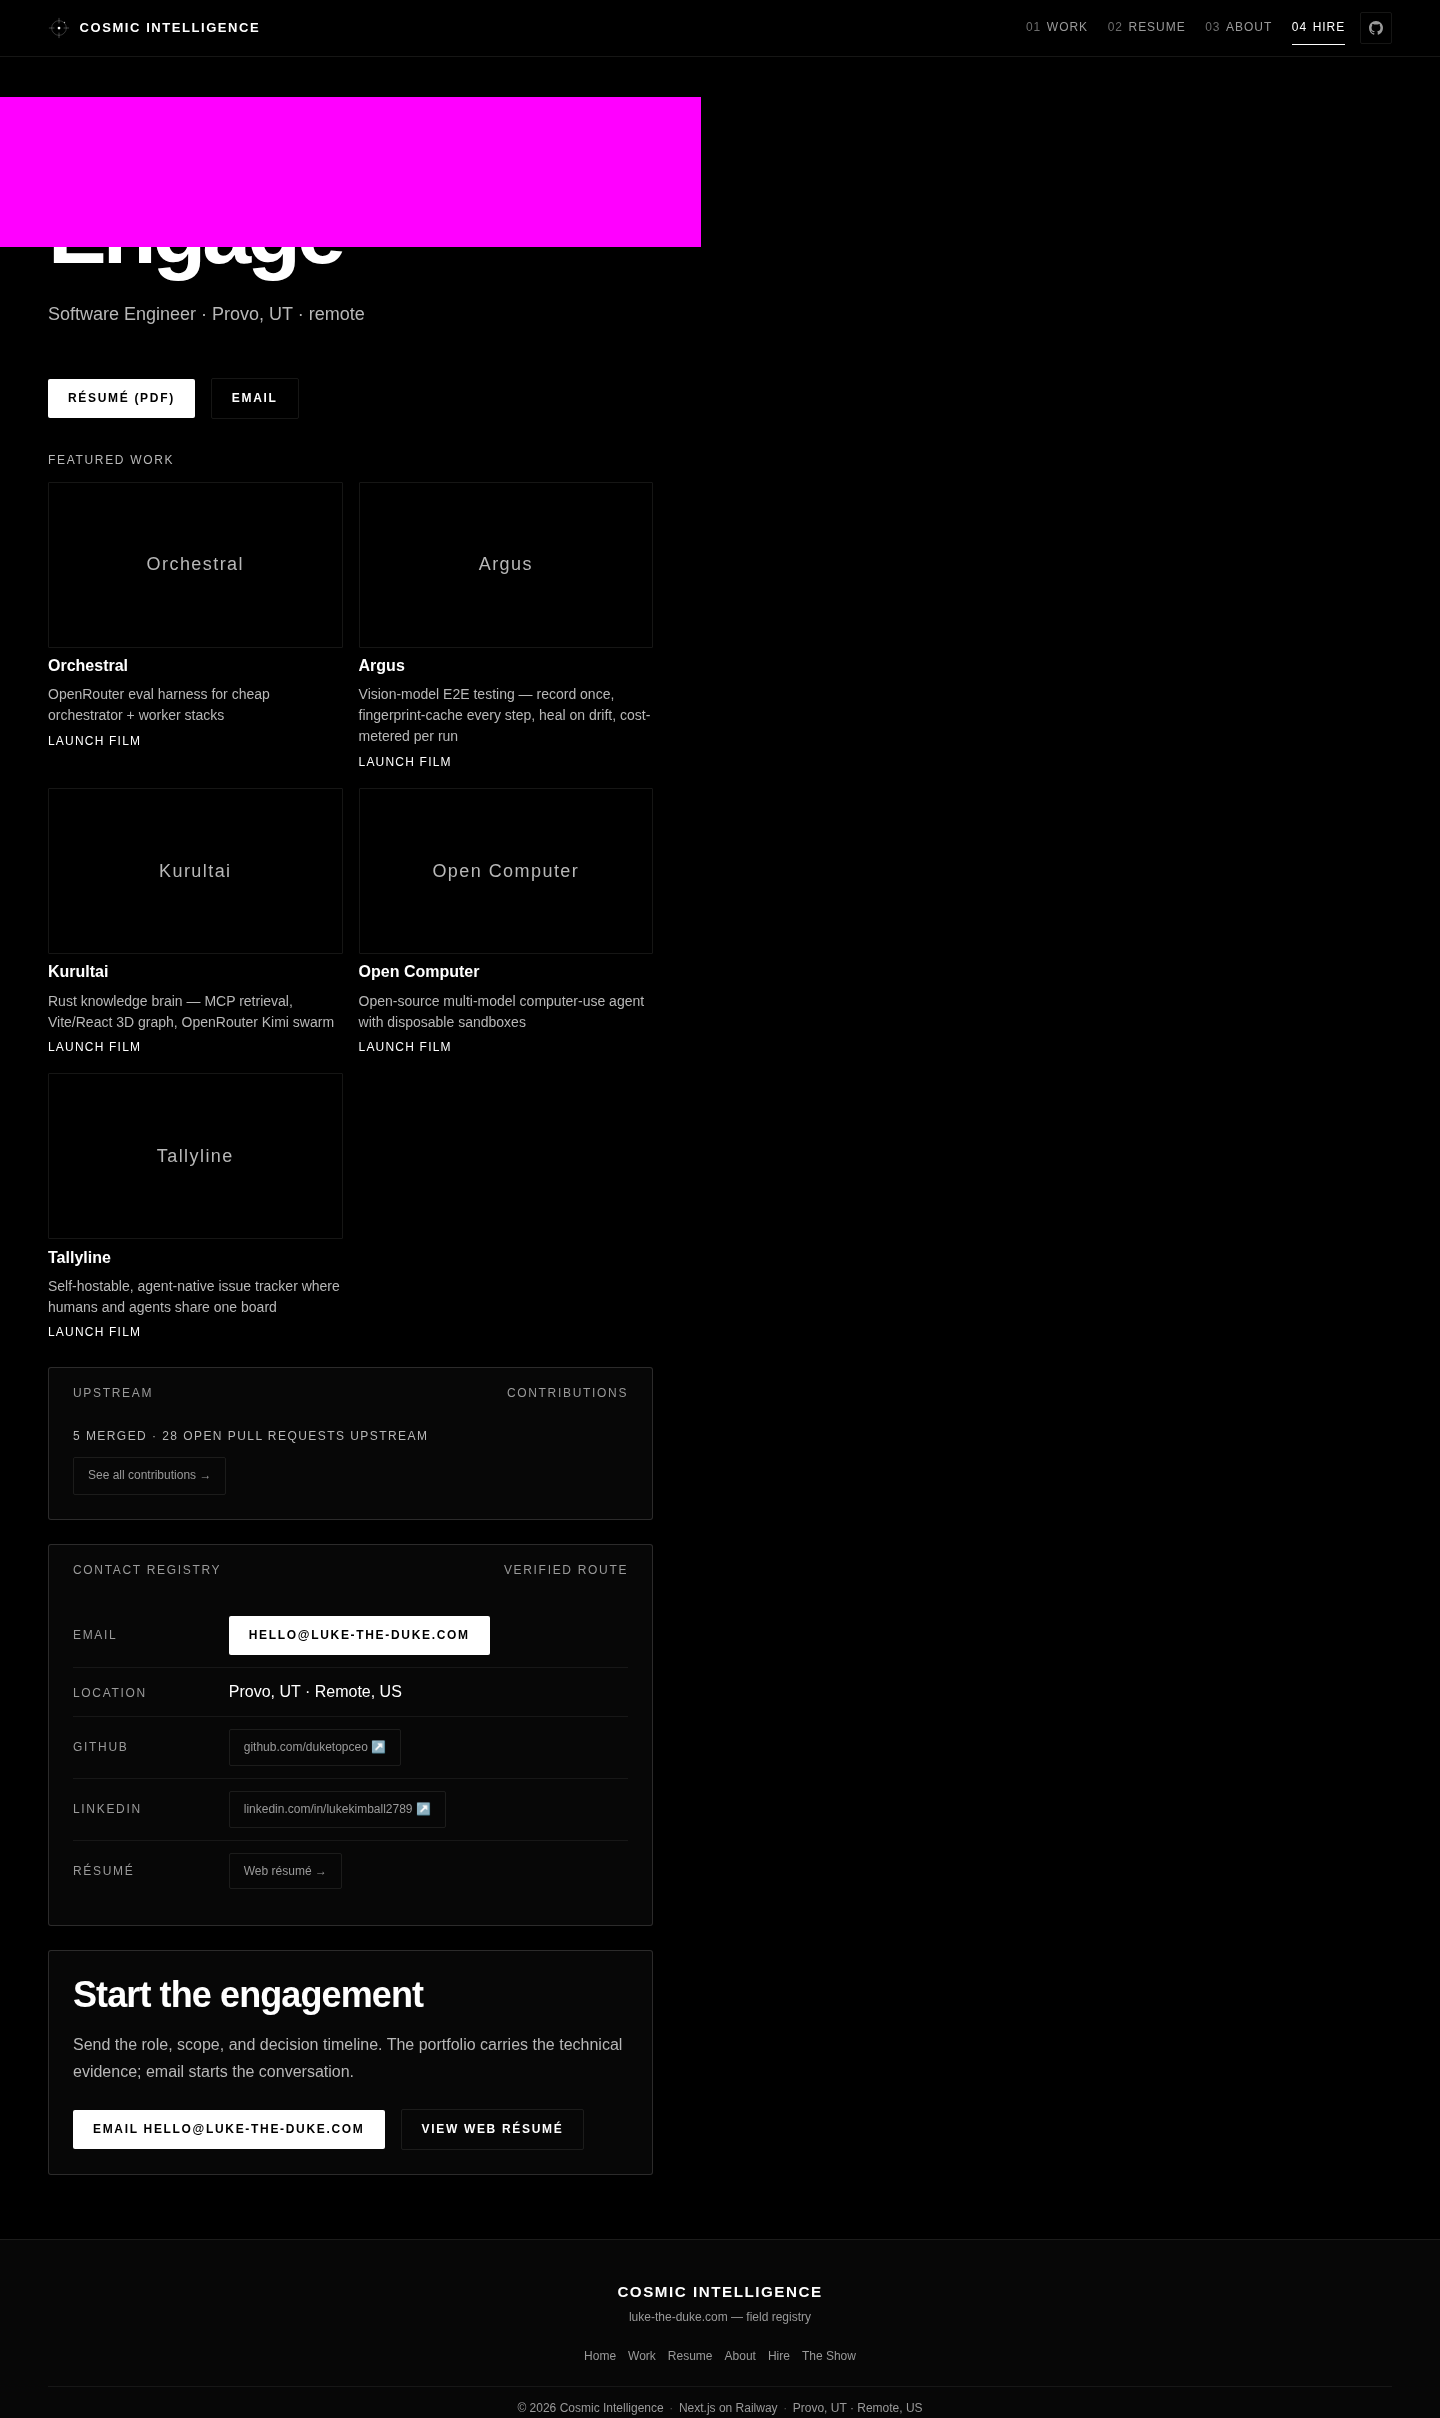 COSMIC INTELLIGENCE
01 WORK 02 RESUME 03 ABOUT 04 HIRE
Engage
Software Engineer · Provo, UT · remote
RÉSUMÉ (PDF) EMAIL
FEATURED WORK
Orchestral Argus
Orchestral
OpenRouter eval harness for cheap
orchestrator + worker stacks
LAUNCH FILM
Argus
Vision-model E2E testing — record once,
fingerprint-cache every step, heal on drift, cost-
metered per run
LAUNCH FILM
Kurultai Open Computer
Kurultai
Rust knowledge brain — MCP retrieval,
Vite/React 3D graph, OpenRouter Kimi swarm
LAUNCH FILM
Open Computer
Open-source multi-model computer-use agent
with disposable sandboxes
LAUNCH FILM
Tallyline
Tallyline
Self-hostable, agent-native issue tracker where
humans and agents share one board
LAUNCH FILM
UPSTREAM CONTRIBUTIONS
5 MERGED · 28 OPEN PULL REQUESTS UPSTREAM
See all contributions →
CONTACT REGISTRY VERIFIED ROUTE
EMAIL HELLO@LUKE-THE-DUKE.COM
LOCATION Provo, UT · Remote, US
GITHUB github.com/duketopceo ↗
LINKEDIN linkedin.com/in/lukekimball2789 ↗
RÉSUMÉ Web résumé →
Start the engagement
Send the role, scope, and decision timeline. The portfolio carries the technical
evidence; email starts the conversation.
EMAIL HELLO@LUKE-THE-DUKE.COM VIEW WEB RÉSUMÉ
COSMIC INTELLIGENCE
luke-the-duke.com — field registry
Home Work Resume About Hire The Show
© 2026 Cosmic Intelligence · Next.js on Railway · Provo, UT · Remote, US